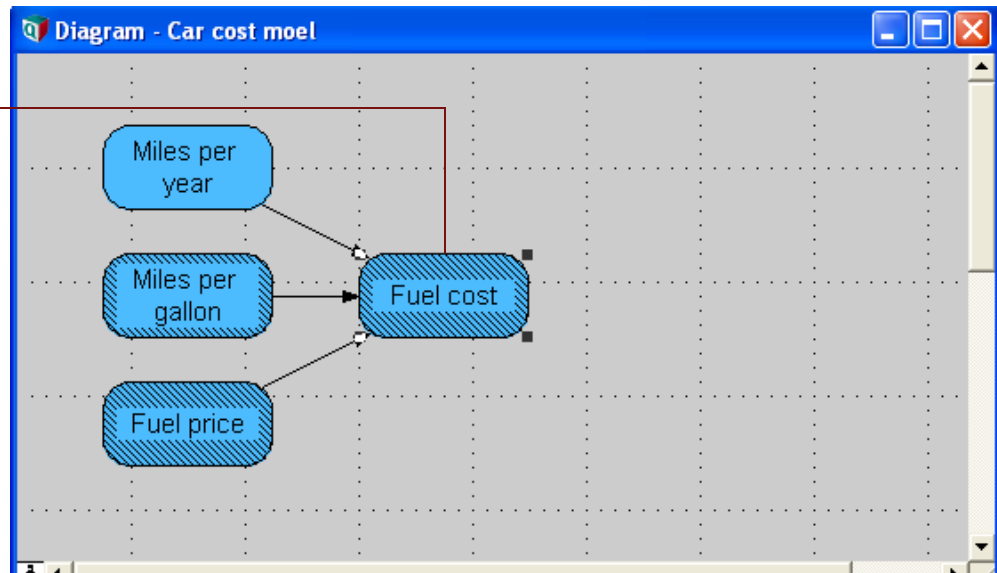 Diagram - Car cost moel
Miles per
year
Miles per
gallon
Fuel cost
Fuel price